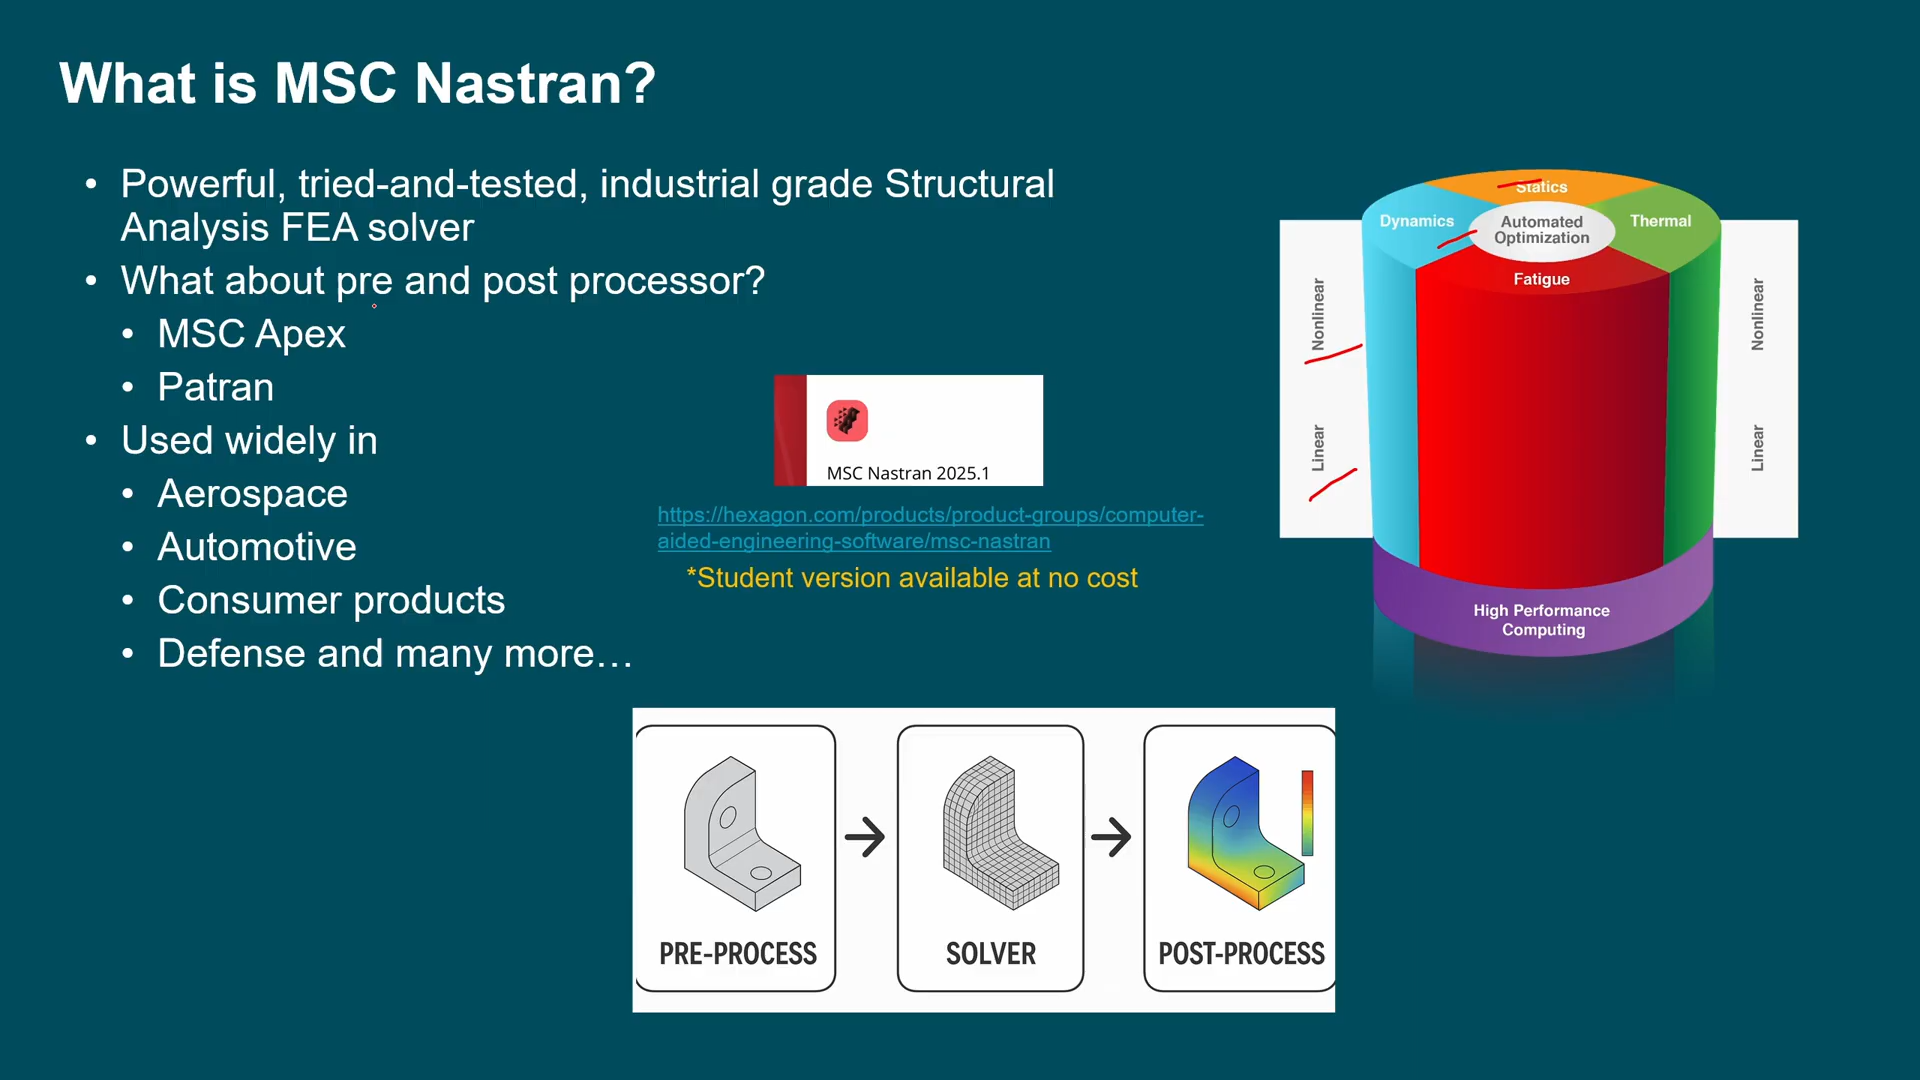 What is MSC Nastran?
• Powerful, tried-and-tested, industrial grade Structural
Analysis FEA solver
• What about pre and post processor?
• MSC Apex
• Patran
• Used widely in
• Aerospace
• Automotive
• Consumer products
• Defense and many more…
MSC Nastran 2025.1
https://hexagon.com/products/product-groups/computer-
aided-engineering-software/msc-nastran
*Student version available at no cost
Statics
Dynamics
Automated
Optimization
Thermal
Fatigue
Nonlinear
Linear
Nonlinear
Linear
High Performance
Computing
PRE-PROCESS
SOLVER
POST-PROCESS